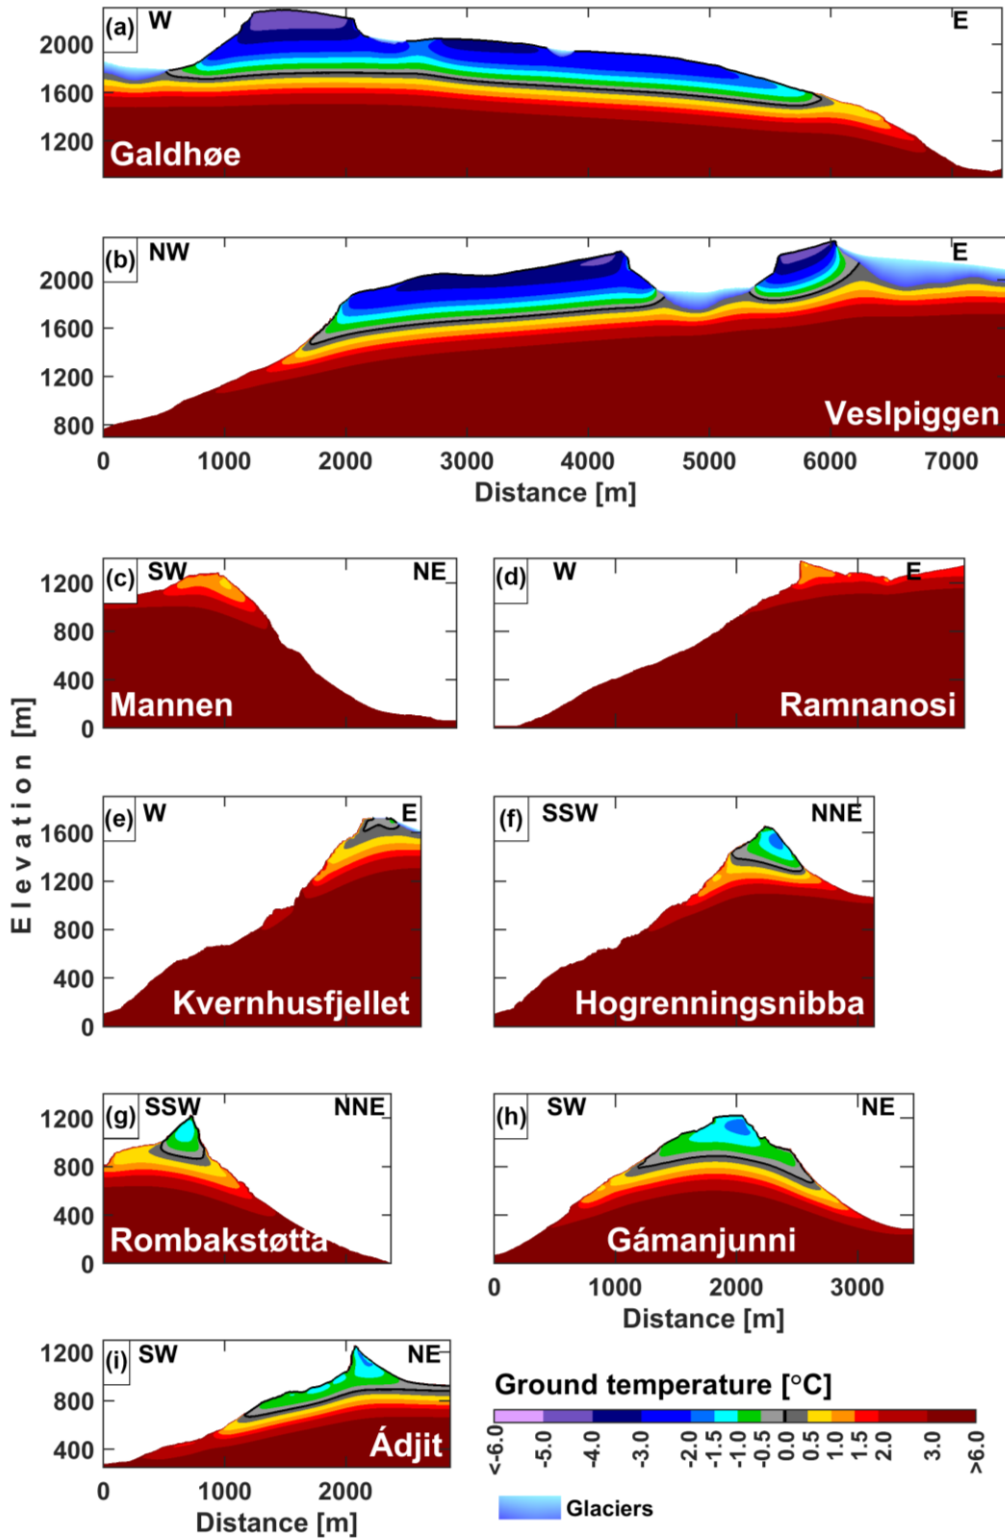 (a) W E
2000
1600
1200
Galdhøe
(b) NW E
2000
1600
1200
800
Veslpiggen
0 1000 2000 3000 4000 5000 6000 7000
Distance [m]
Elevation [m]
(c) SW NE
1200
800
400
0
Mannen
(d) W E
Ramnanosi
(e) W E
1600
1200
800
400
0
Kvernhusfjellet
(f) SSW NNE
Hogrenningsnibba
(g) SSW NNE
1200
800
400
0
Rombakstøtta
(h) SW NE
Gámanjunni
0 1000 2000 3000
Distance [m]
(i) SW NE
1200
800
400
Ádjit
0 1000 2000
Distance [m]
Ground temperature [°C]
<-6.0 -5.0 -4.0 -3.0 -2.0 -1.5 -1.0 -0.5 0.0 0.5 1.0 1.5 2.0 3.0 >6.0
Glaciers